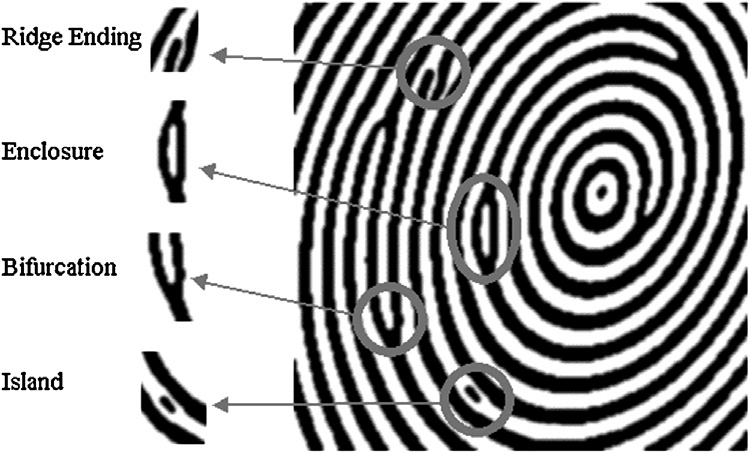 Ridge Ending
Enclosure
Bifurcation
Island